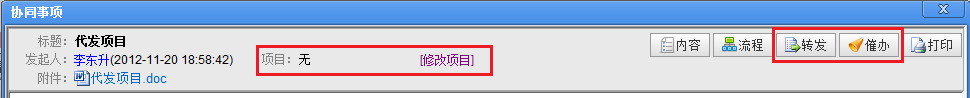 协同事项
标题： 代发项目
发起人：李东升(2012-11-20 18:58:42) 项目： 无 [修改项目] 内容 流程 转发 催办 打印
附件： 代发项目.doc